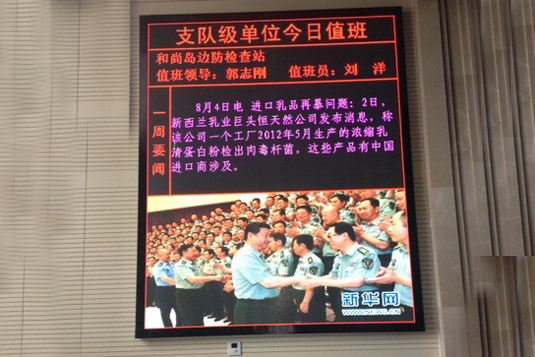 支队级单位今日值班
和尚岛边防检查站
值班领导：郭志刚 值班员：刘 洋
一周要闻
8月4日电 进口乳品再暴问题：2日，
新西兰乳业巨头恒天然公司发布消息，称
该公司一个工厂2012年5月生产的浓缩乳
清蛋白粉检出肉毒杆菌，这些产品有中国
进口商涉及。
新华网
WWW.NEWS.CN